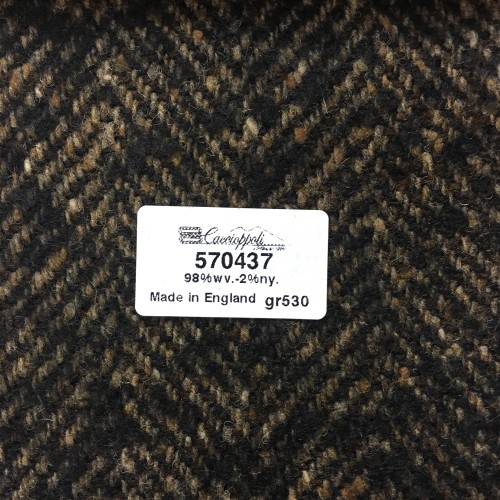 Caccioppoli
570437
98%wv.-2%ny.
Made in England gr530